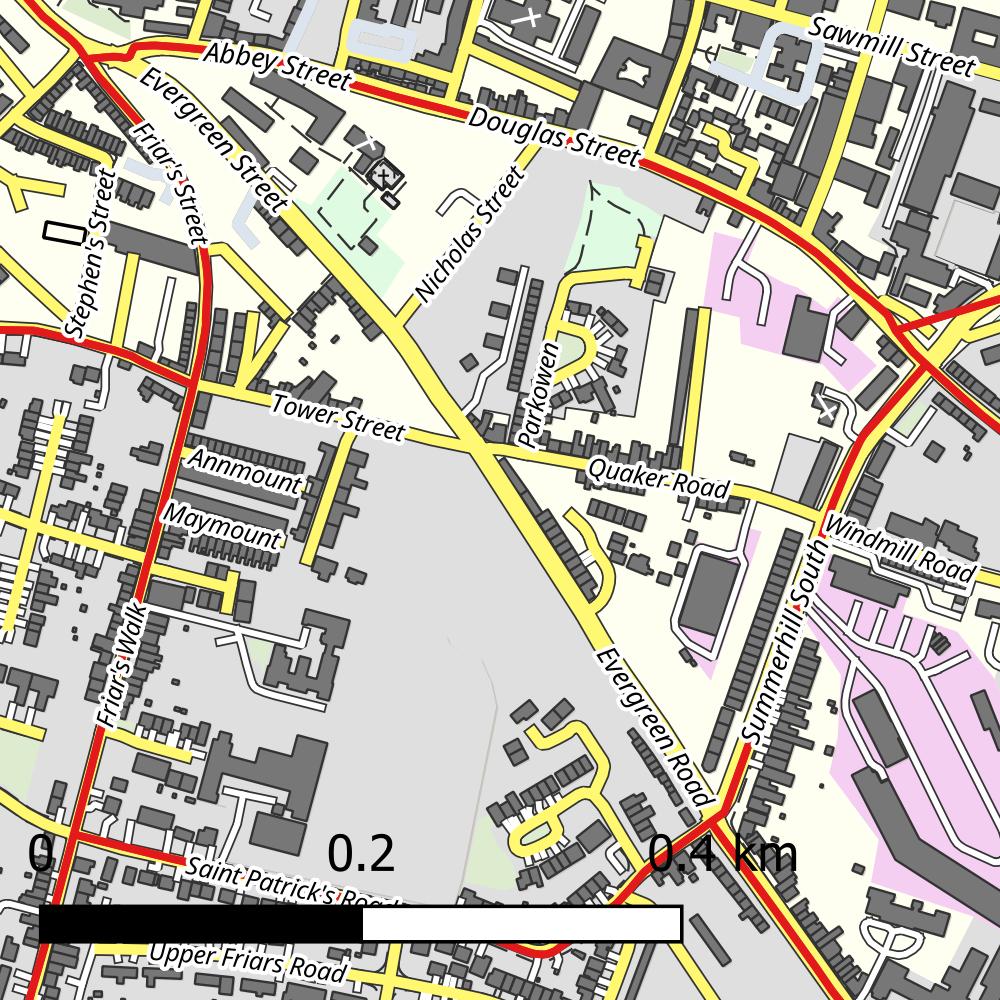 Sawmill Street
Abbey Street
Evergreen Street
Douglas Street
Friar's Street
Stephen's Street
Nicholas Street
Parkowen
Tower Street
Annmount
Quaker Road
Maymount
Windmill Road
Summerhill South
Friar's Walk
Evergreen Road
0 0.2 0.4 km
Saint Patrick's Road
Upper Friars Road